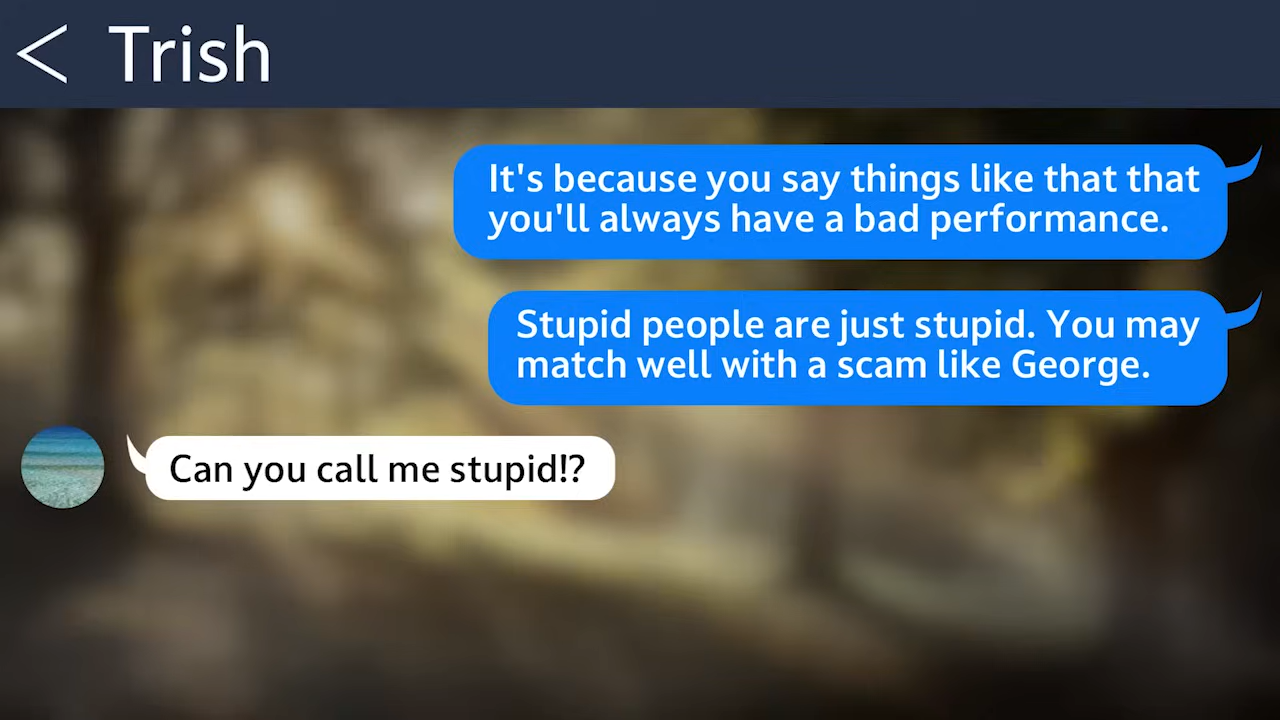 Trish
It's because you say things like that that
you'll always have a bad performance.
Stupid people are just stupid. You may
match well with a scam like George.
Can you call me stupid!?